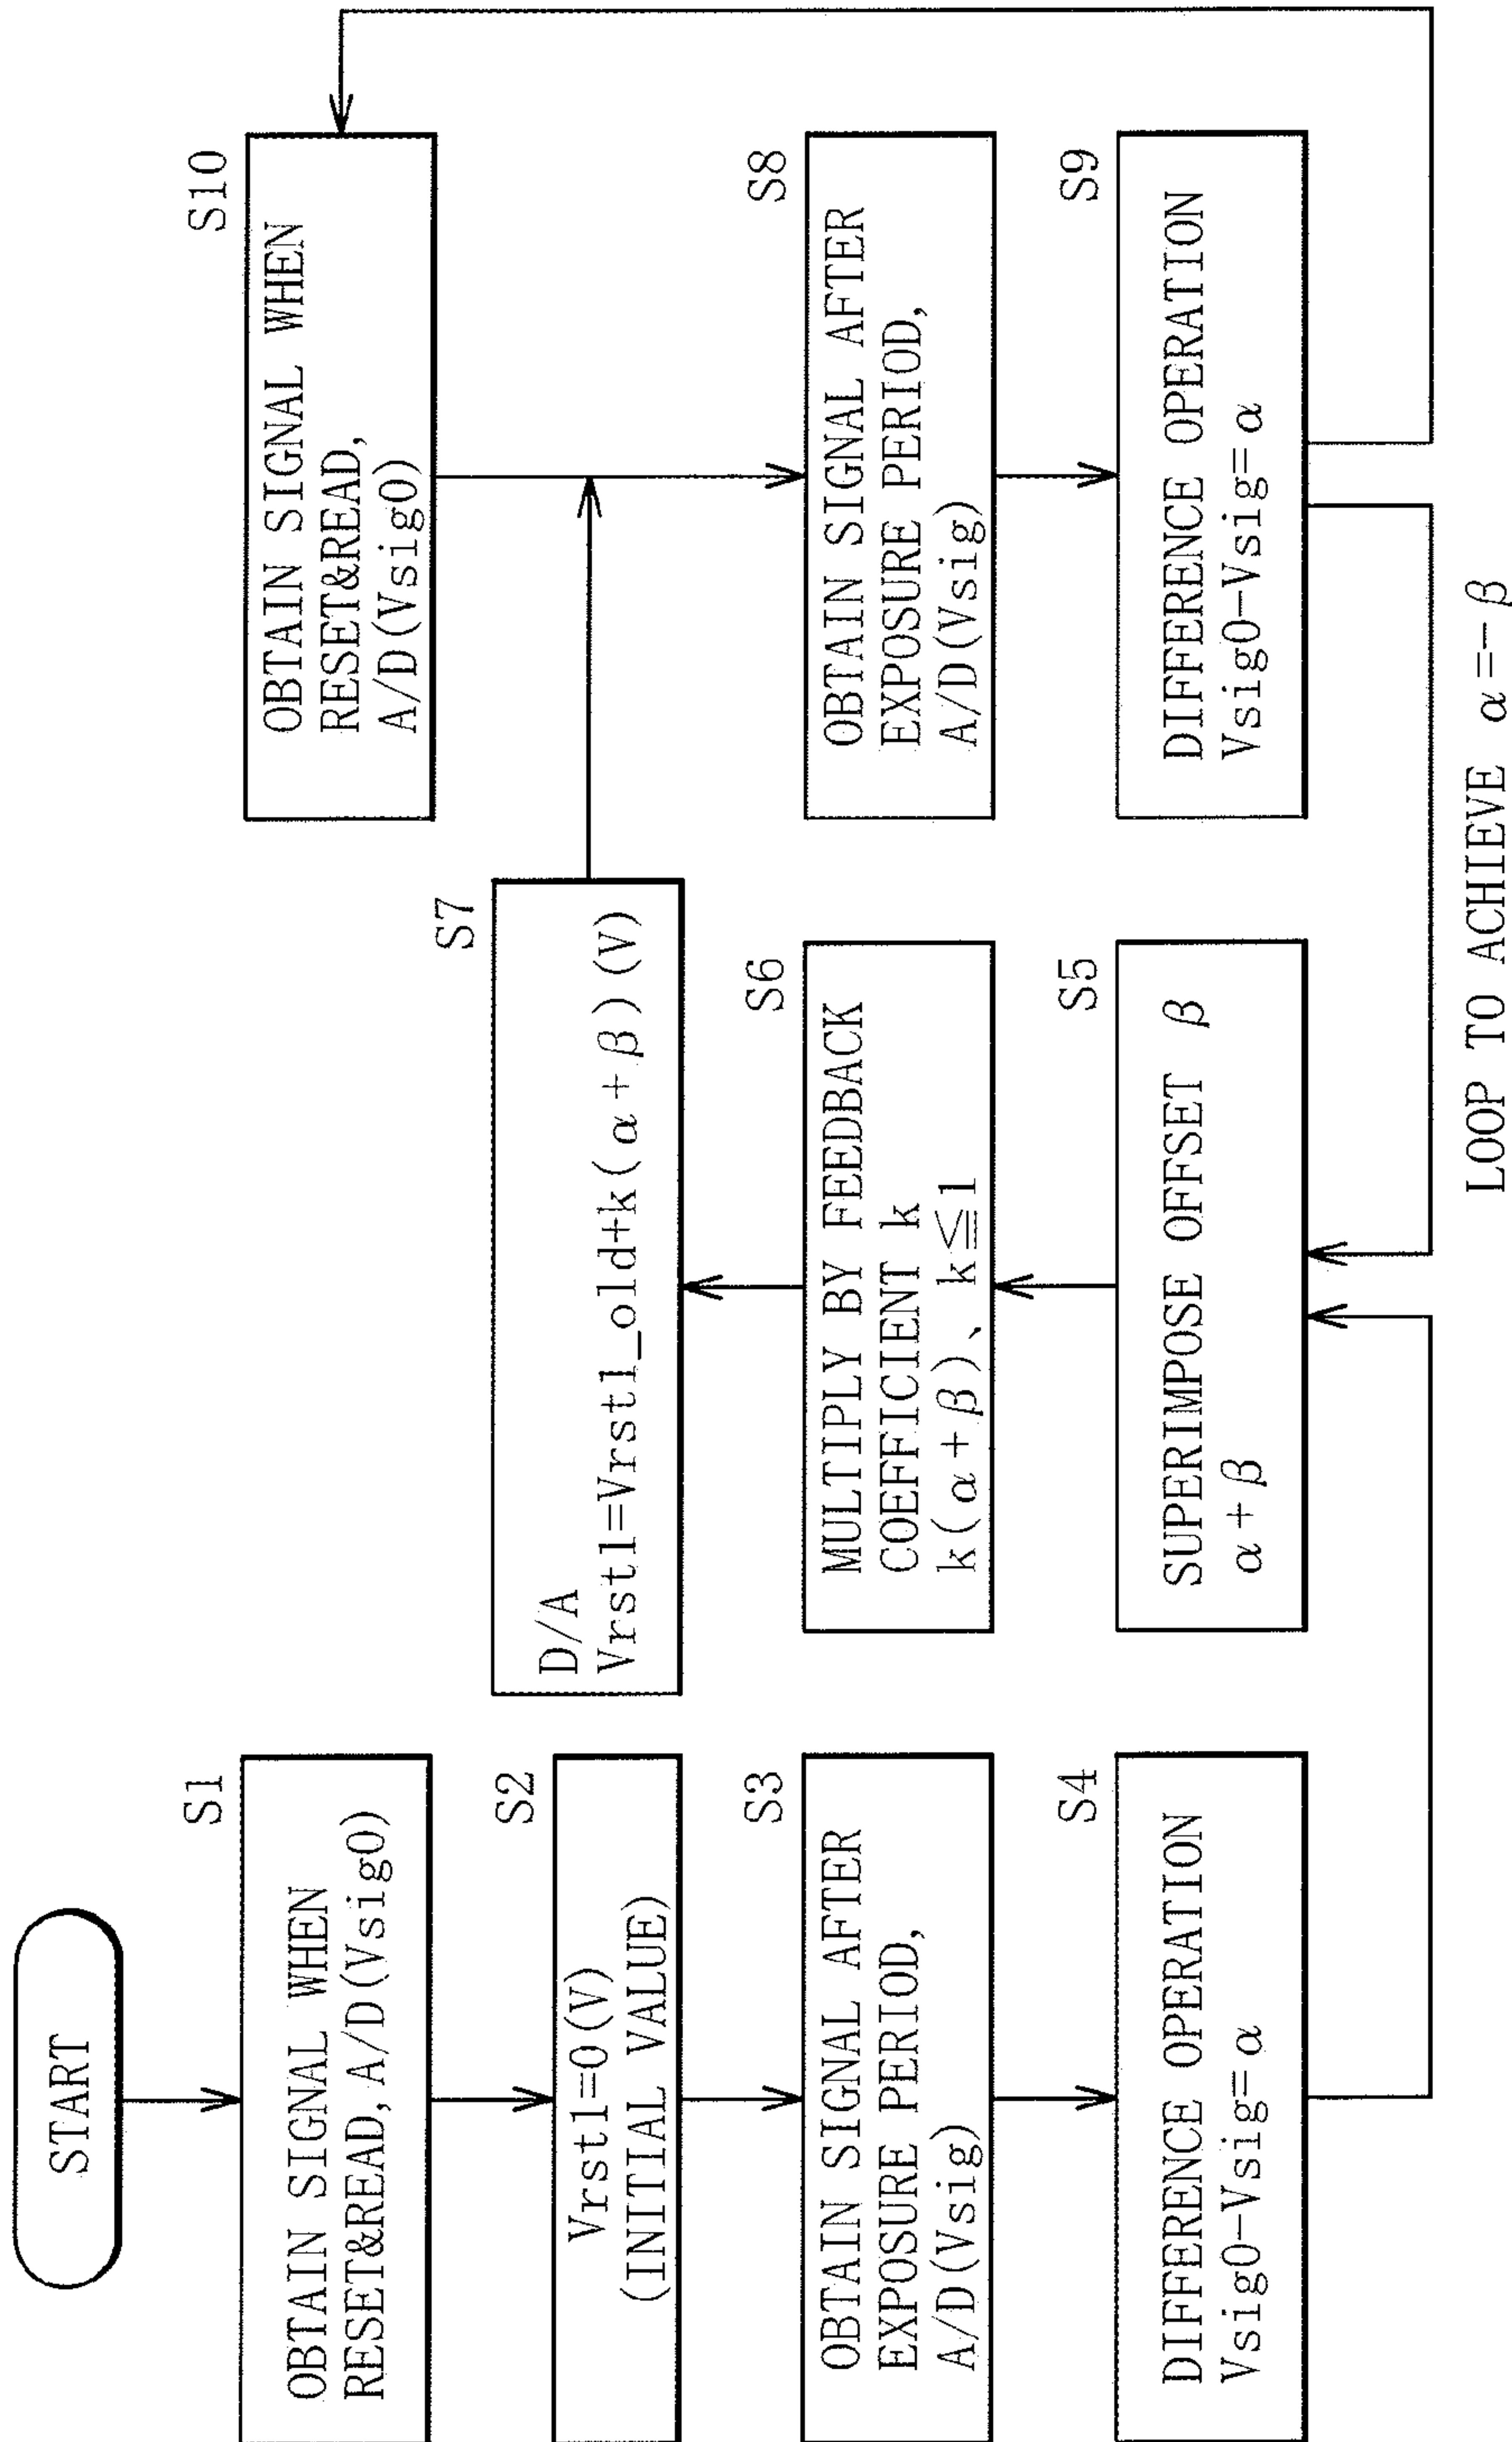 START
S1
OBTAIN SIGNAL WHEN
RESET&READ, A/D(Vsig0)
S2
Vrst1=0(V)
(INITIAL VALUE)
S3
OBTAIN SIGNAL AFTER
EXPOSURE PERIOD,
A/D(Vsig)
S4
DIFFERENCE OPERATION
Vsig0−Vsig=α
S7
D/A
Vrst1=Vrst1_old+k(α+β)(V)
S6
MULTIPLY BY FEEDBACK
COEFFICIENT k
k(α+β)、k≦1
S5
SUPERIMPOSE OFFSET β
α+β
S10
OBTAIN SIGNAL WHEN
RESET&READ,
A/D(Vsig0)
S8
OBTAIN SIGNAL AFTER
EXPOSURE PERIOD,
A/D(Vsig)
S9
DIFFERENCE OPERATION
Vsig0−Vsig=α
LOOP TO ACHIEVE α=−β